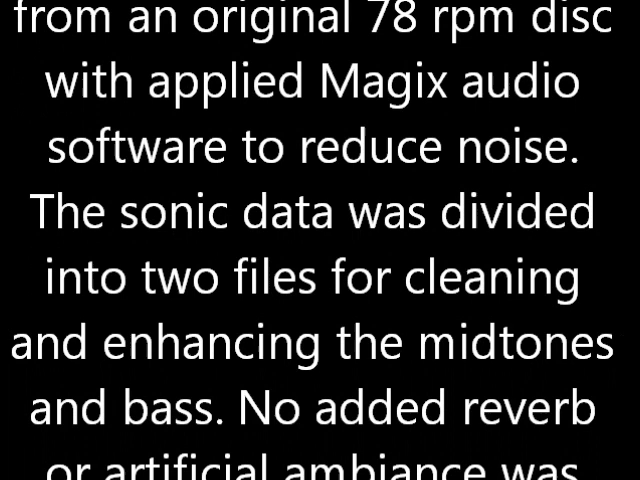 from an original 78 rpm disc
with applied Magix audio
software to reduce noise.
The sonic data was divided
into two files for cleaning
and enhancing the midtones
and bass. No added reverb
or artificial ambiance was